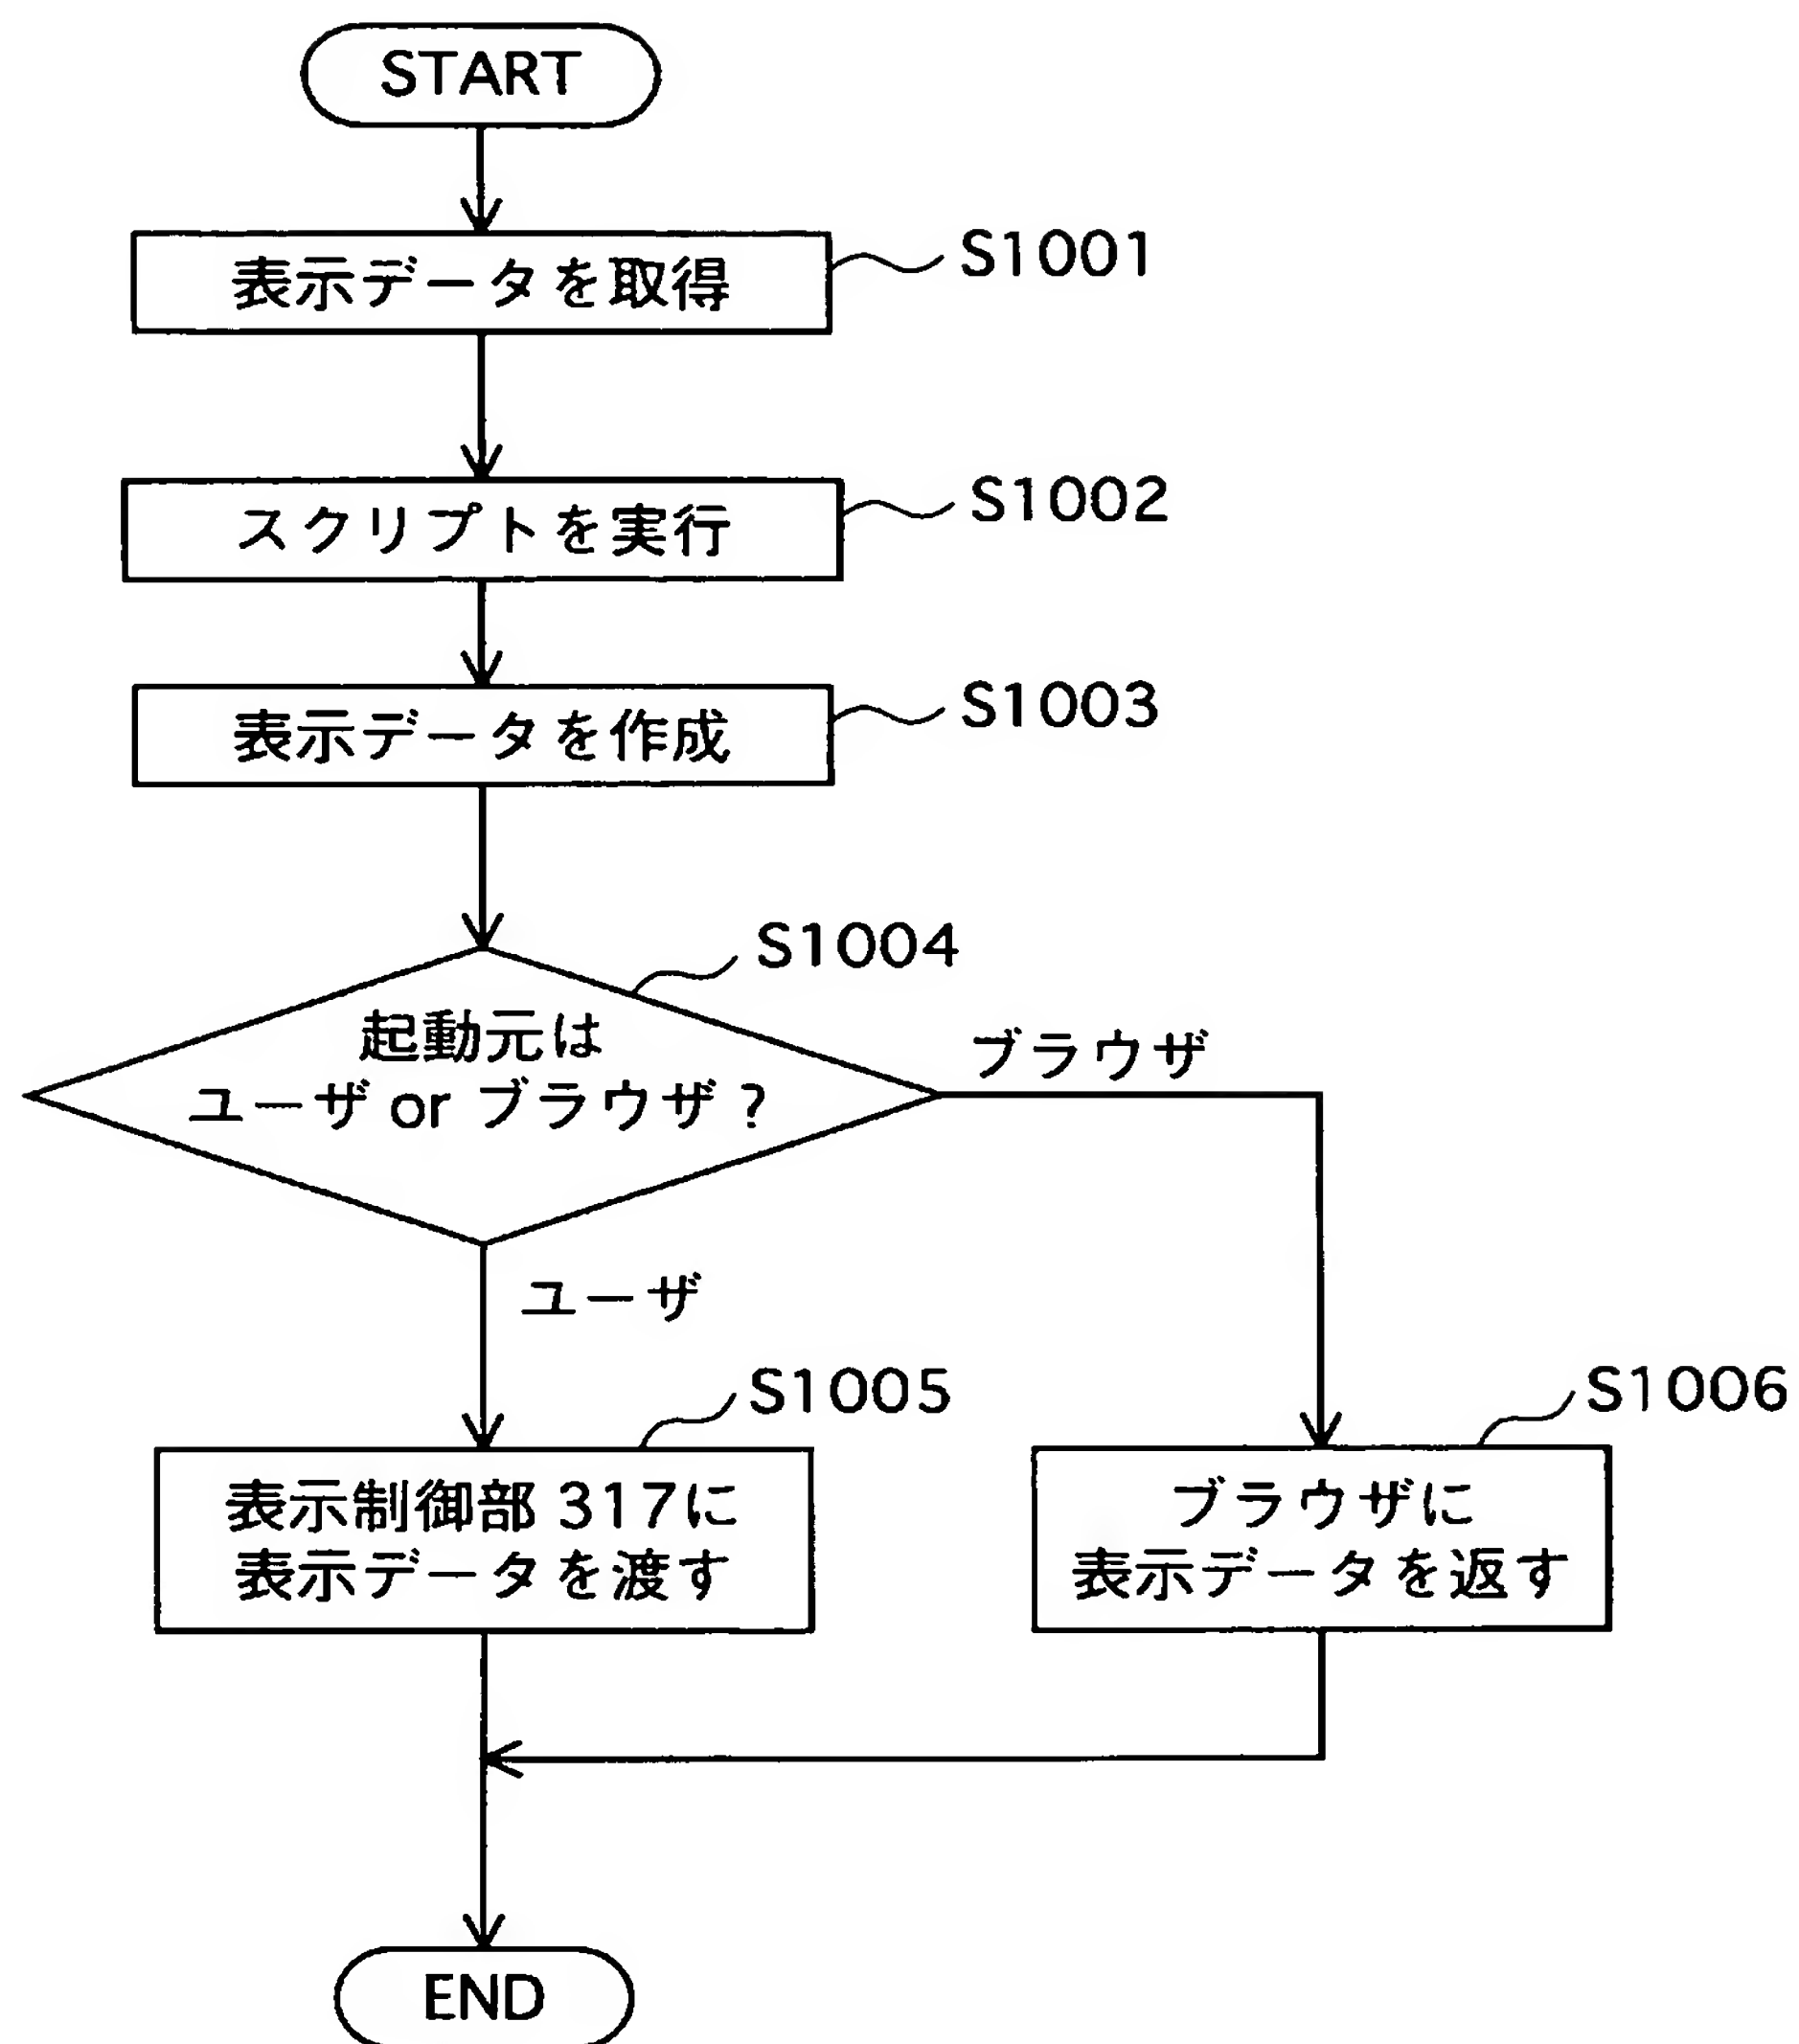 START
表示データを取得
S1001
スクリプトを実行
S1002
表示データを作成
S1003
S1004
起動元は
ユーザ or ブラウザ?
ブラウザ
ユーザ
S1005
表示制御部 317に
表示データを渡す
S1006
ブラウザに
表示データを返す
END